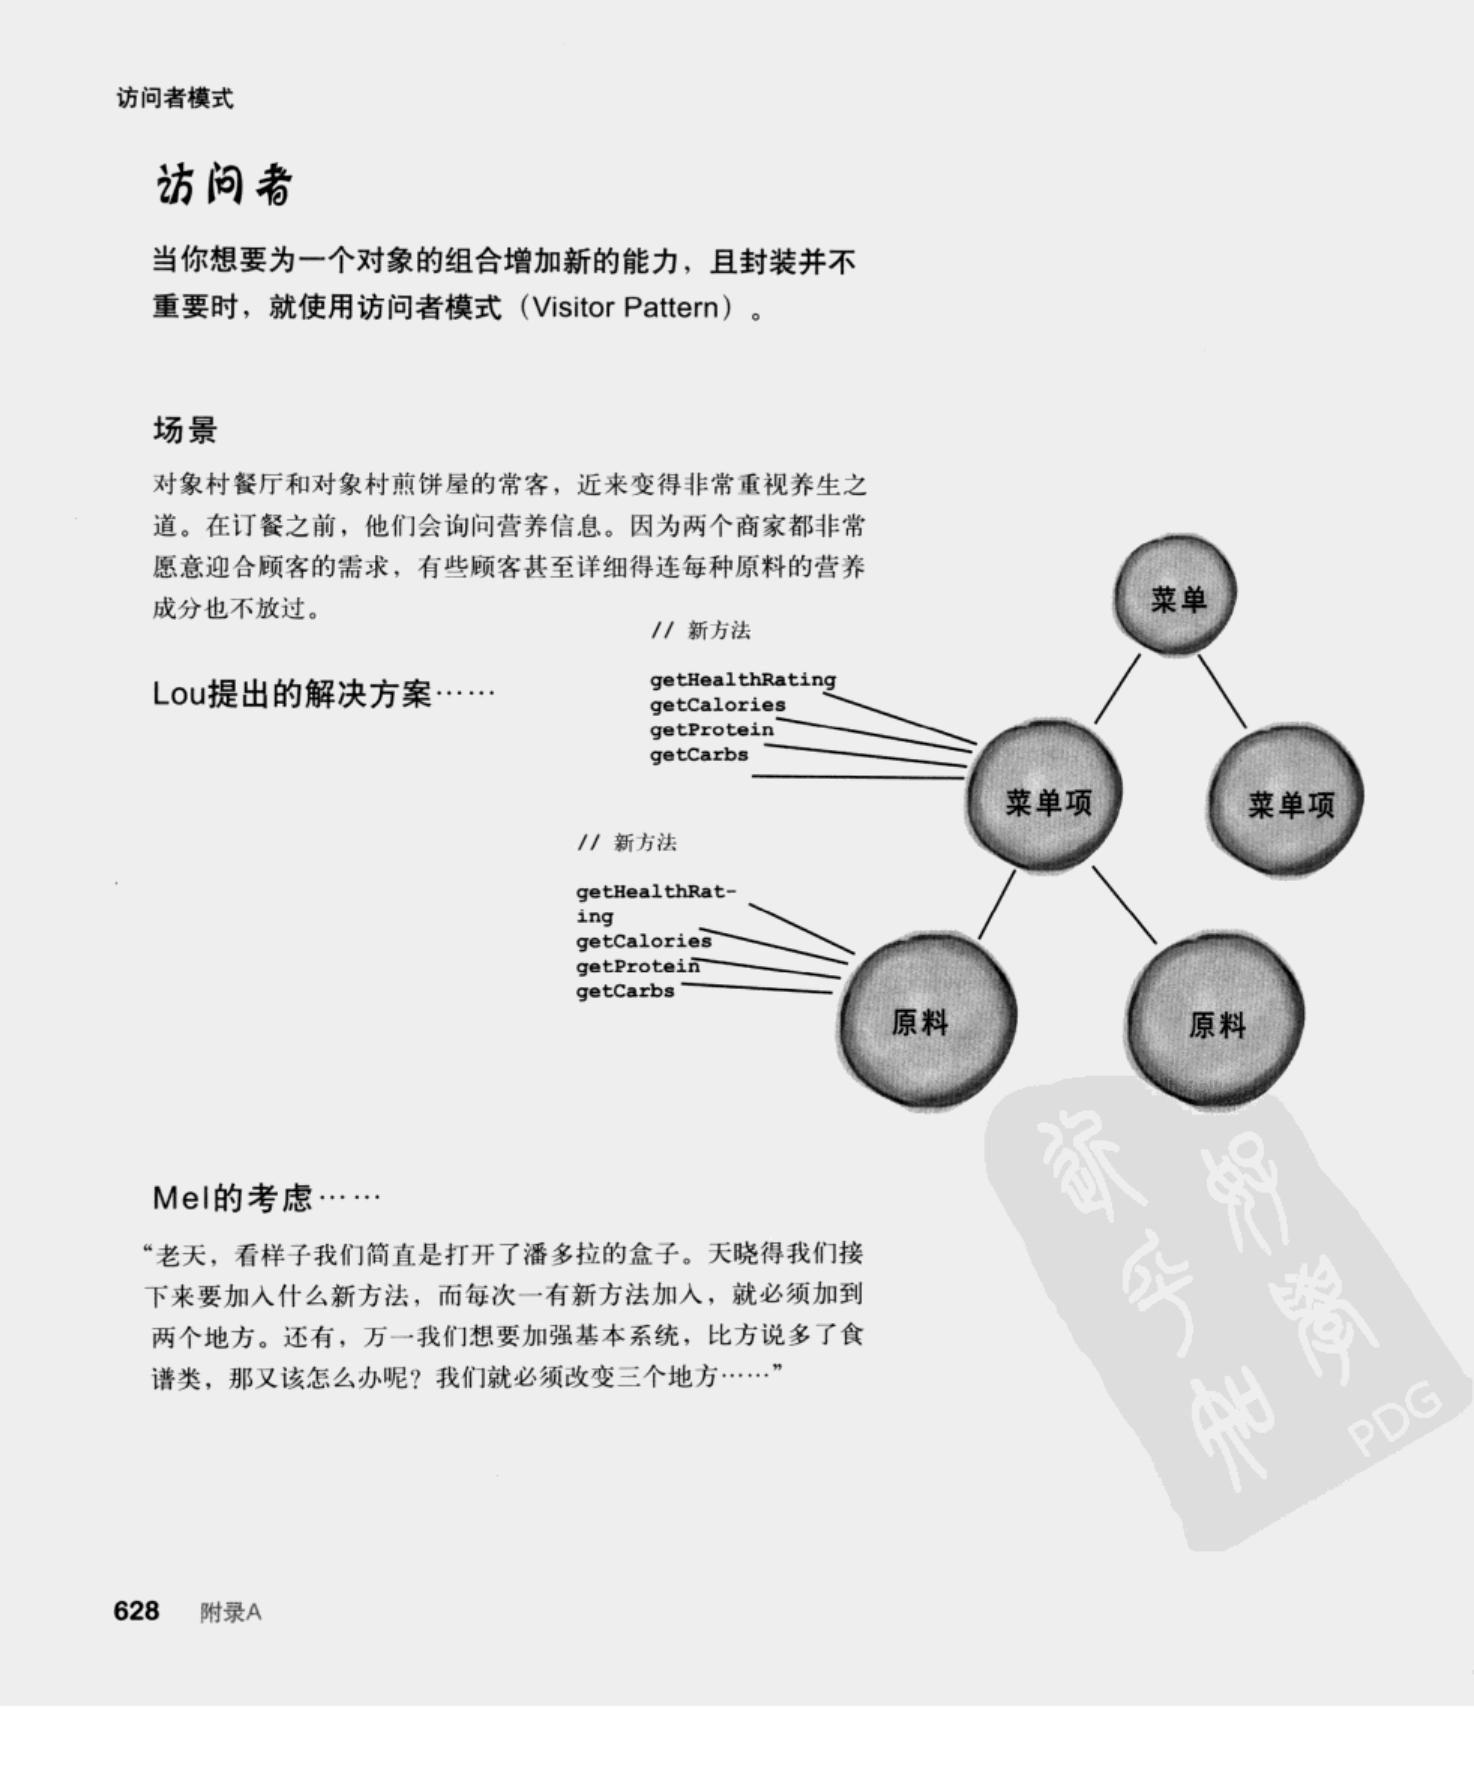 访问者模式
访问者
当你想要为一个对象的组合增加新的能力，且封装并不
重要时，就使用访问者模式（Visitor Pattern）。
场景
对象村餐厅和对象村煎饼屋的常客，近来变得非常重视养生之
道。在订餐之前，他们会询问营养信息。因为两个商家都非常
愿意迎合顾客的需求，有些顾客甚至详细得连每种原料的营养
成分也不放过。
Lou提出的解决方案……
// 新方法
getHealthRating
getCalories
getProtein
getCarbs
菜单
菜单项
菜单项
// 新方法
getHealthRat-
ing
getCalories
getProtein
getCarbs
原料
原料
Mel的考虑……
“老天，看样子我们简直是打开了潘多拉的盒子。天晓得我们接
下来要加入什么新方法，而每次一有新方法加入，就必须加到
两个地方。还有，万一我们想要加强基本系统，比方说多了食
谱类，那又该怎么办呢？我们就必须改变三个地方……”
PDG
628 附录A